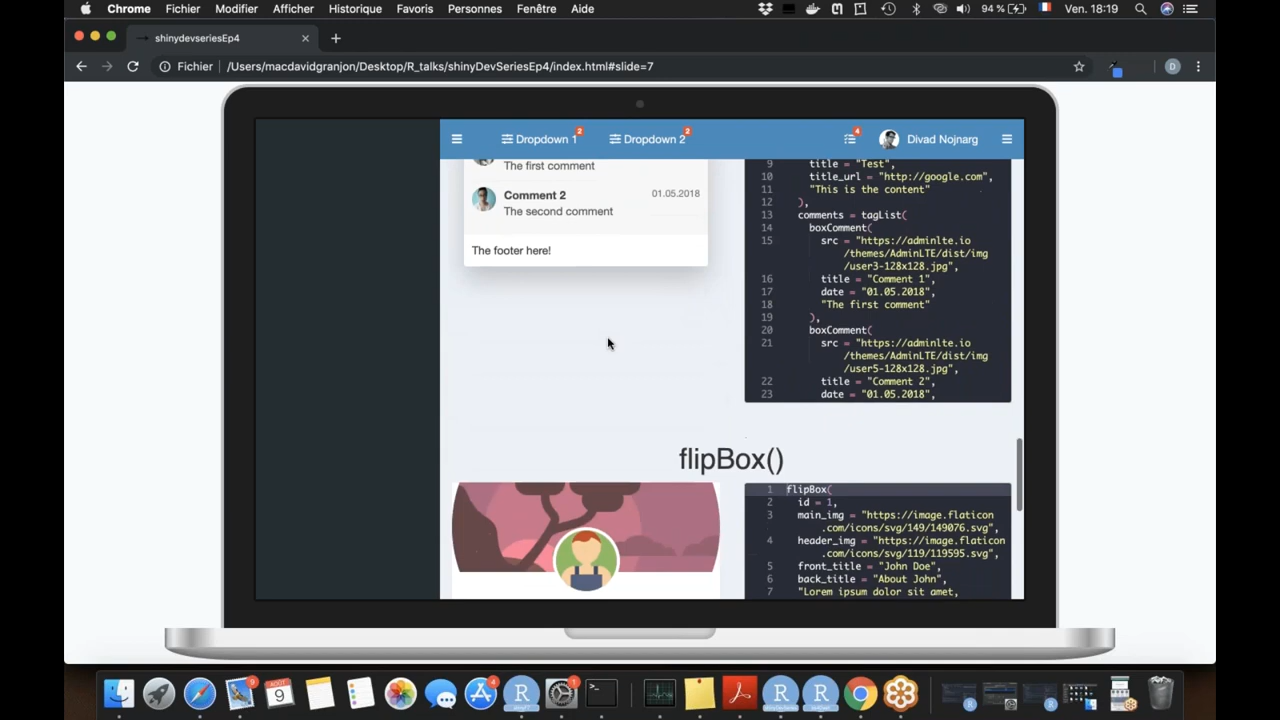 Chrome Fichier Modifier Afficher Historique Favoris Personnes Fenêtre Aide 94 % Ven. 18:19
shinydevseriesEp4
Fichier /Users/macdavidgranjon/Desktop/R_talks/shinyDevSeriesEp4/index.html#slide=7
D
Dropdown 1 2 Dropdown 2 2 4 Divad Nojnarg
The first comment
Comment 2 01.05.2018
The second comment
The footer here!
9 title = "Test",
10 title_url = "http://google.com",
11 "This is the content"
12 ),
13 comments = tagList(
14 boxComment(
15 src = "https://adminlte.io
/themes/AdminLTE/dist/img
/user3-128x128.jpg",
16 title = "Comment 1",
17 date = "01.05.2018",
18 "The first comment"
19 ),
20 boxComment(
21 src = "https://adminlte.io
/themes/AdminLTE/dist/img
/user5-128x128.jpg",
22 title = "Comment 2",
23 date = "01.05.2018",
flipBox()
1 flipBox(
2 id = 1,
3 main_img = "https://image.flaticon
.com/icons/svg/149/149076.svg",
4 header_img = "https://image.flaticon
.com/icons/svg/119/119595.svg",
5 front_title = "John Doe",
6 back_title = "About John",
7 "Lorem ipsum dolor sit amet,
9 AOÛT 9 4 R 1 R R